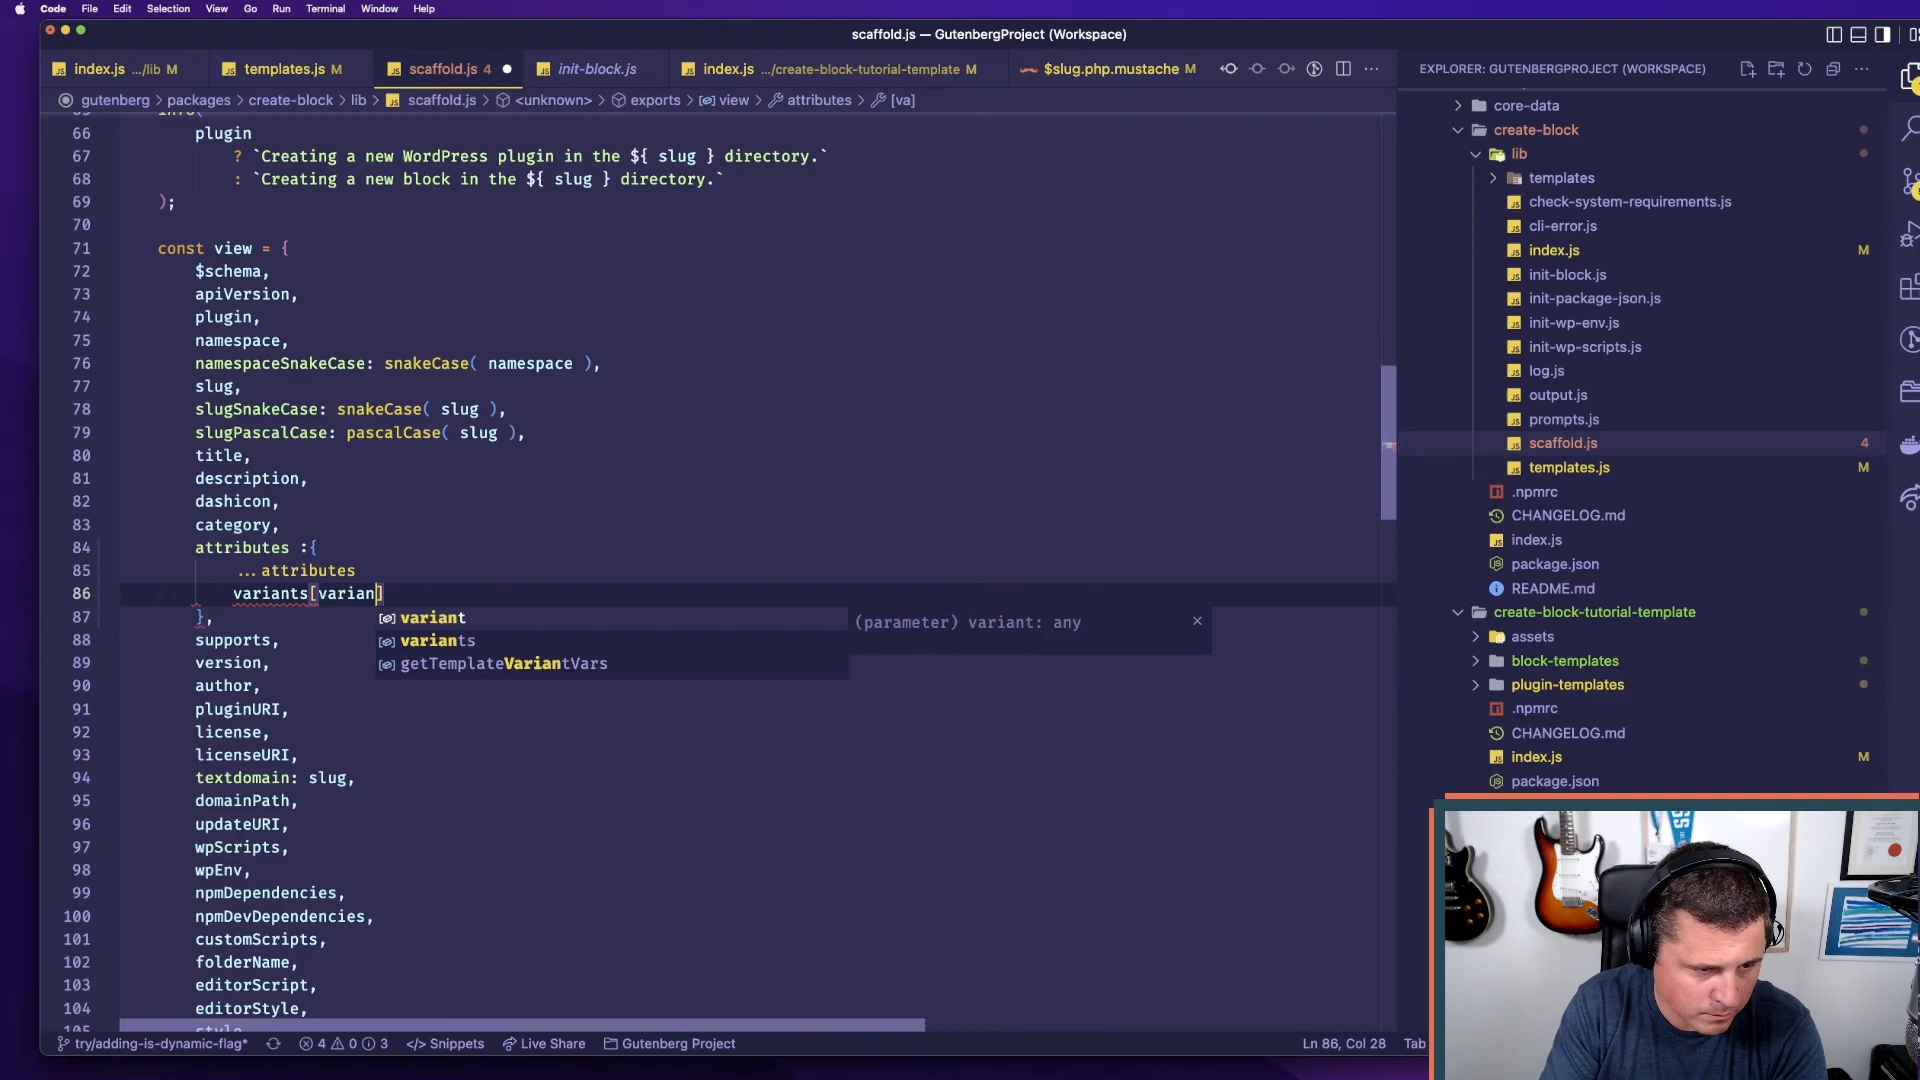 Code File Edit Selection View Go Run Terminal Window Help
scaffold.js — GutenbergProject (Workspace)
index.js .../lib M
templates.js M
scaffold.js 4
init-block.js
index.js .../create-block-tutorial-template M
$slug.php.mustache M
EXPLORER: GUTENBERGPROJECT (WORKSPACE)
gutenberg > packages > create-block > lib > scaffold.js > <unknown> > exports > view > attributes > [va]
info(
66 plugin
67 ? `Creating a new WordPress plugin in the ${ slug } directory.`
68 : `Creating a new block in the ${ slug } directory.`
69 );
70
71 const view = {
72 $schema,
73 apiVersion,
74 plugin,
75 namespace,
76 namespaceSnakeCase: snakeCase( namespace ),
77 slug,
78 slugSnakeCase: snakeCase( slug ),
79 slugPascalCase: pascalCase( slug ),
80 title,
81 description,
82 dashicon,
83 category,
84 attributes :{
85 ...attributes
86 variants[varian]
87 },
variant
variants
getTemplateVariantVars
(parameter) variant: any
88 supports,
89 version,
90 author,
91 pluginURI,
92 license,
93 licenseURI,
94 textdomain: slug,
95 domainPath,
96 updateURI,
97 wpScripts,
98 wpEnv,
99 npmDependencies,
100 npmDevDependencies,
101 customScripts,
102 folderName,
103 editorScript,
104 editorStyle,
105 style
core-data
create-block
lib
templates
check-system-requirements.js
cli-error.js
index.js M
init-block.js
init-package-json.js
init-wp-env.js
init-wp-scripts.js
log.js
output.js
prompts.js
scaffold.js 4
templates.js M
.npmrc
CHANGELOG.md
index.js
package.json
README.md
create-block-tutorial-template
assets
block-templates
plugin-templates
.npmrc
CHANGELOG.md
index.js M
package.json
try/adding-is-dynamic-flag* 4 0 3 Snippets Live Share Gutenberg Project
Ln 86, Col 28 Tab